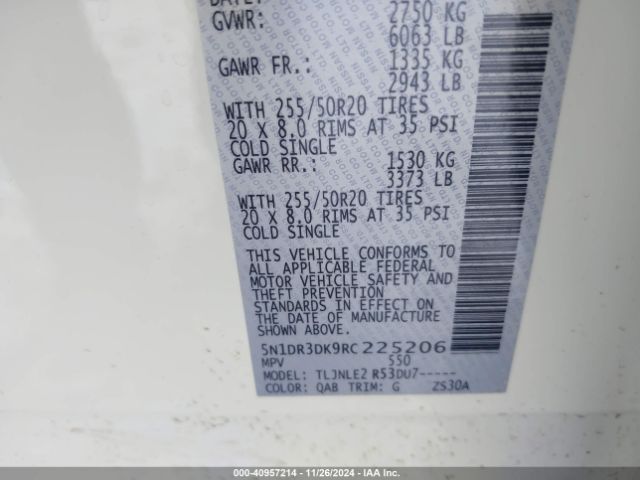 GVWR: 2750 KG
6063 LB
GAWR FR.: 1335 KG
2943 LB
WITH 255/50R20 TIRES
20 X 8.0 RIMS AT 35 PSI
COLD SINGLE
GAWR RR.: 1530 KG
3373 LB
WITH 255/50R20 TIRES
20 X 8.0 RIMS AT 35 PSI
COLD SINGLE
THIS VEHICLE CONFORMS TO
ALL APPLICABLE FEDERAL
MOTOR VEHICLE SAFETY AND
THEFT PREVENTION
STANDARDS IN EFFECT ON
THE DATE OF MANUFACTURE
SHOWN ABOVE.
5N1DR3DK9RC225206
MPV S50
MODEL: TLJNLE2 R53DU7-----
COLOR: QAB TRIM: G ZS30A
000-40957214 - 11/26/2024 - IAA Inc.